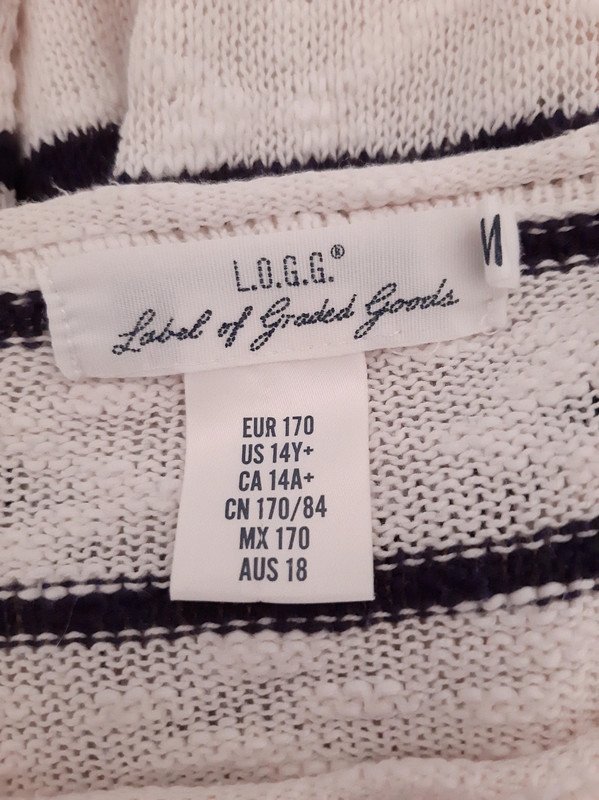 L.O.G.G.®
Label of Graded Goods
EUR 170
US 14Y+
CA 14A+
CN 170/84
MX 170
AUS 18